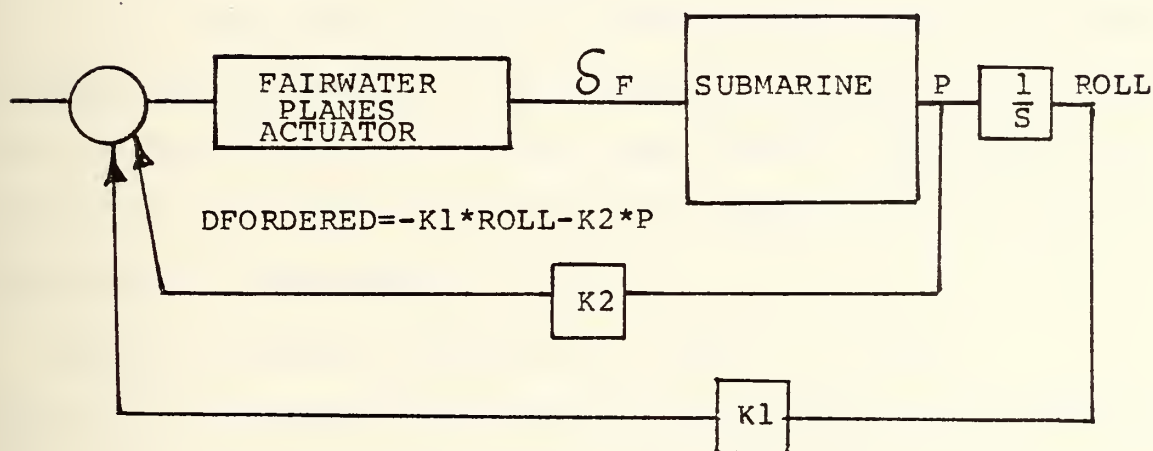 FAIRWATER
PLANES
ACTUATOR
δ F
SUBMARINE
P
1
S
ROLL
DFORDERED=-K1*ROLL-K2*P
K2
K1